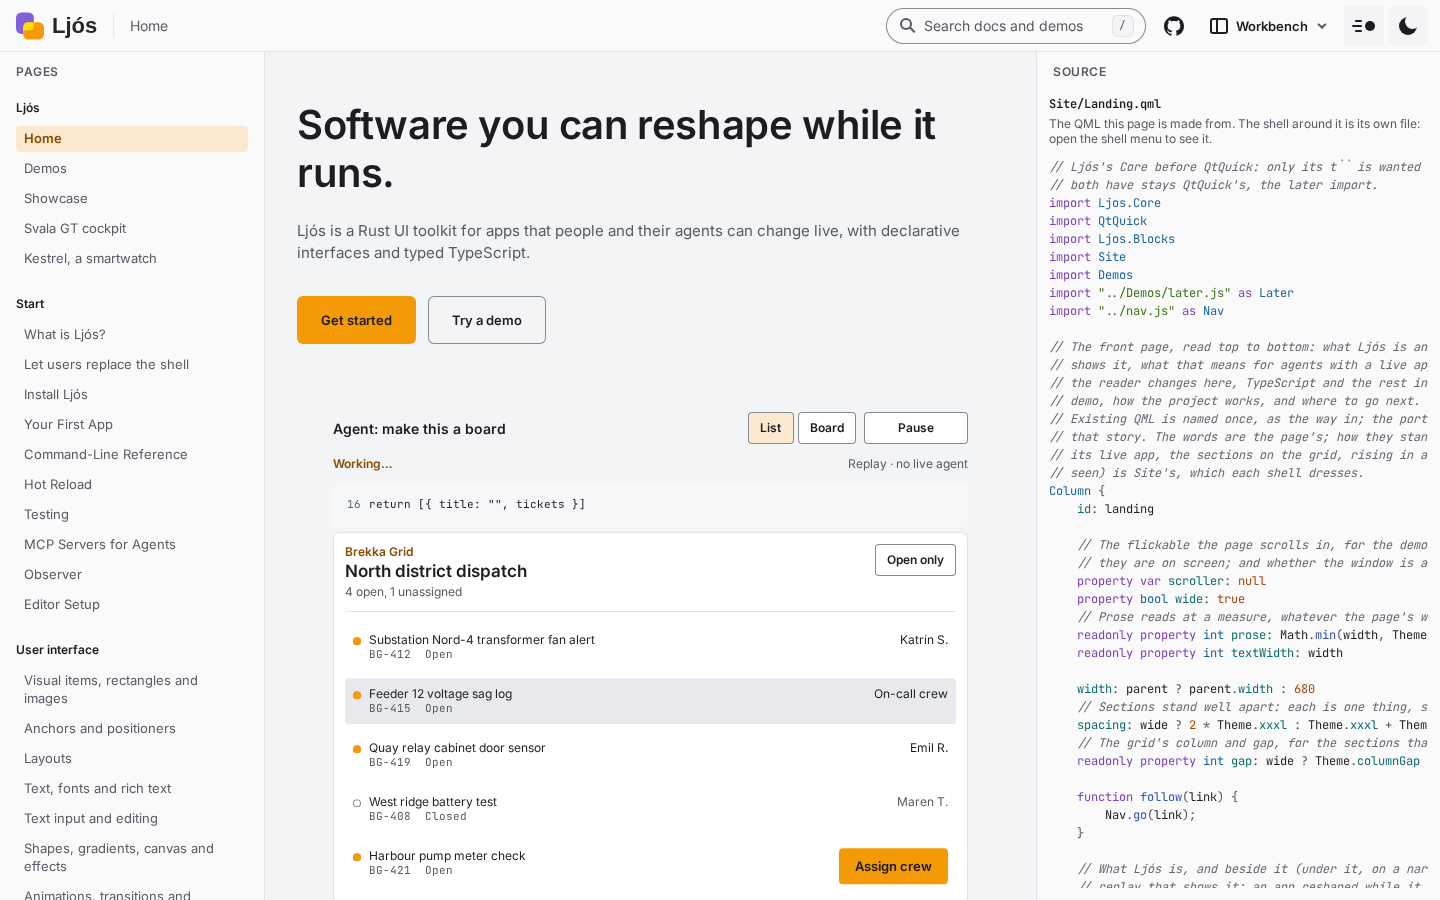 Ljós
Home
Search docs and demos
/
Workbench
PAGES
Ljós
Home
Demos
Showcase
Svala GT cockpit
Kestrel, a smartwatch
Start
What is Ljós?
Let users replace the shell
Install Ljós
Your First App
Command-Line Reference
Hot Reload
Testing
MCP Servers for Agents
Observer
Editor Setup
User interface
Visual items, rectangles and
images
Anchors and positioners
Layouts
Text, fonts and rich text
Text input and editing
Shapes, gradients, canvas and
effects
Animations, transitions and
Software you can reshape while it
runs.
Ljós is a Rust UI toolkit for apps that people and their agents can change live, with declarative
interfaces and typed TypeScript.
Get started
Try a demo
Agent: make this a board
List
Board
Pause
Working...
Replay · no live agent
16 return [{ title: "", tickets }]
Brekka Grid
North district dispatch
4 open, 1 unassigned
Open only
Substation Nord-4 transformer fan alert
BG-412 Open
Katrín S.
Feeder 12 voltage sag log
BG-415 Open
On-call crew
Quay relay cabinet door sensor
BG-419 Open
Emil R.
West ridge battery test
BG-408 Closed
Maren T.
Harbour pump meter check
BG-421 Open
Assign crew
SOURCE
Site/Landing.qml
The QML this page is made from. The shell around it is its own file:
open the shell menu to see it.
// Ljós's Core before QtQuick: only its t`` is wanted
// both have stays QtQuick's, the later import.
import Ljos.Core
import QtQuick
import Ljos.Blocks
import Site
import Demos
import "../Demos/later.js" as Later
import "../nav.js" as Nav
// The front page, read top to bottom: what Ljós is an
// shows it, what that means for agents with a live ap
// the reader changes here, TypeScript and the rest in
// demo, how the project works, and where to go next.
// Existing QML is named once, as the way in; the port
// that story. The words are the page's; how they stan
// its live app, the sections on the grid, rising in a
// seen) is Site's, which each shell dresses.
Column {
id: landing
// The flickable the page scrolls in, for the demo
// they are on screen; and whether the window is a
property var scroller: null
property bool wide: true
// Prose reads at a measure, whatever the page's w
readonly property int prose: Math.min(width, Theme
readonly property int textWidth: width
width: parent ? parent.width : 680
// Sections stand well apart: each is one thing, s
spacing: wide ? 2 * Theme.xxxl : Theme.xxxl + Them
// The grid's column and gap, for the sections tha
readonly property int gap: wide ? Theme.columnGap
function follow(link) {
Nav.go(link);
}
// What Ljós is, and beside it (under it, on a nar
// replay that shows it: an app reshaped while it